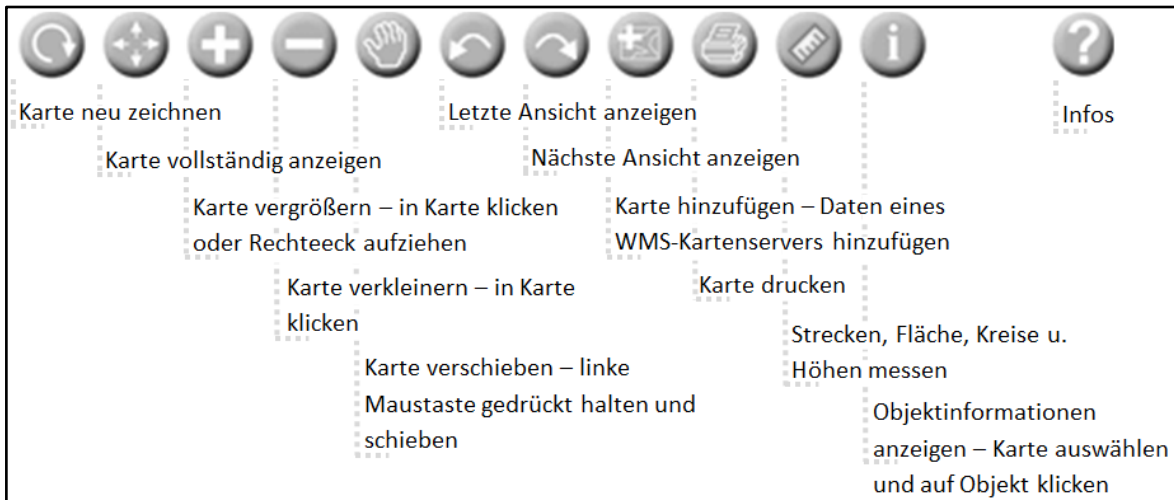 Karte neu zeichnen
Letzte Ansicht anzeigen
Infos
Karte vollständig anzeigen
Nächste Ansicht anzeigen
Karte vergrößern – in Karte klicken
oder Rechteeck aufziehen
Karte hinzufügen – Daten eines
WMS-Kartenservers hinzufügen
Karte verkleinern – in Karte
klicken
Karte drucken
Strecken, Fläche, Kreise u.
Höhen messen
Karte verschieben – linke
Maustaste gedrückt halten und
schieben
Objektinformationen
anzeigen – Karte auswählen
und auf Objekt klicken